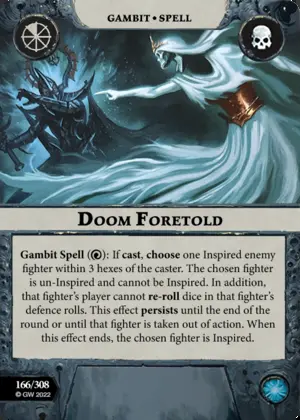 GAMBIT • SPELL
DOOM FORETOLD
Gambit Spell (): If cast, choose one Inspired enemy
fighter within 3 hexes of the caster. The chosen fighter
is un-Inspired and cannot be Inspired. In addition,
that fighter's player cannot re-roll dice in that fighter's
defence rolls. This effect persists until the end of the
round or until that fighter is taken out of action. When
this effect ends, the chosen fighter is Inspired.
166/308
© GW 2022